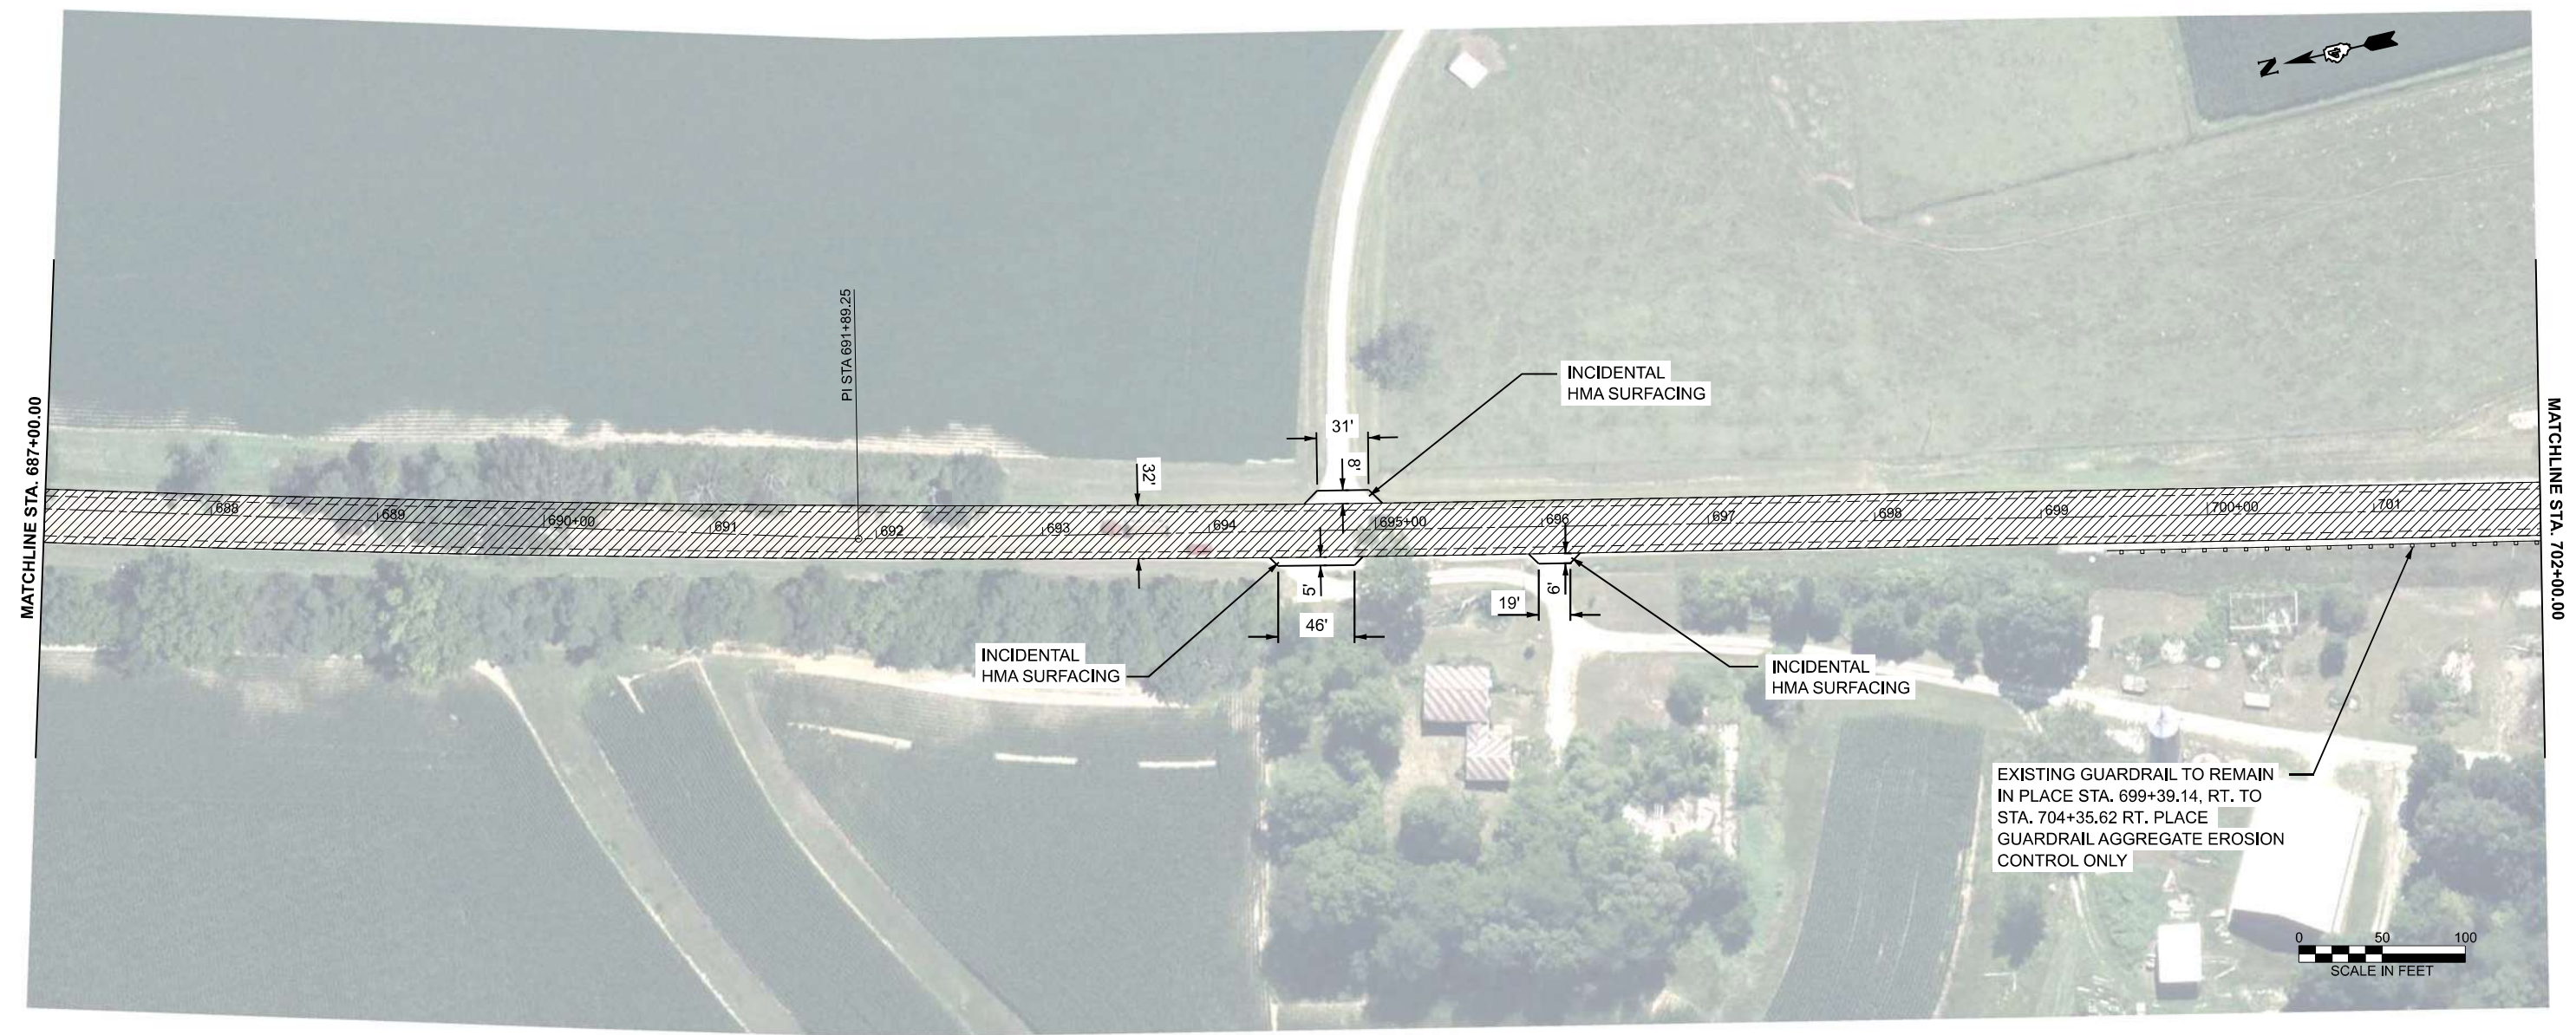 N
MATCHLINE STA. 687+00.00
PI STA 691+89.25
INCIDENTAL
HMA SURFACING
31'
8'
32'
688
689
690+00
691
692
693
694
695+00
696
697
698
699
700+00
701
MATCHLINE STA. 702+00.00
5'
46'
19'
6'
INCIDENTAL
HMA SURFACING
INCIDENTAL
HMA SURFACING
EXISTING GUARDRAIL TO REMAIN
IN PLACE STA. 699+39.14, RT. TO
STA. 704+35.62 RT. PLACE
GUARDRAIL AGGREGATE EROSION
CONTROL ONLY
0 50 100
SCALE IN FEET